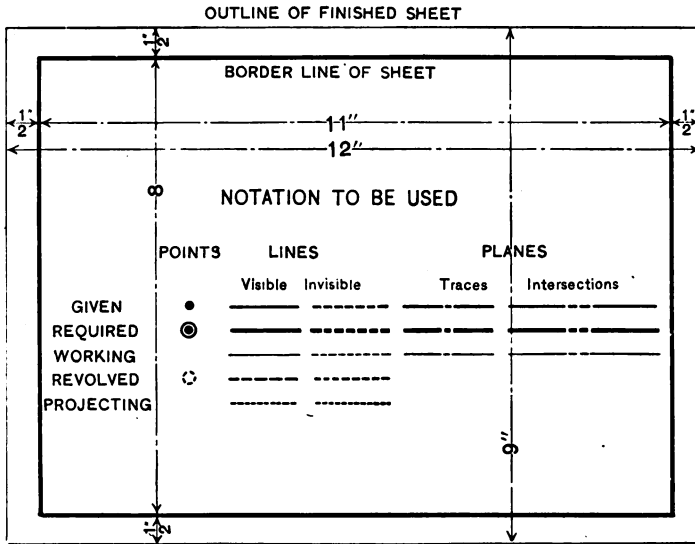 OUTLINE OF FINISHED SHEET
1/2"
BORDER LINE OF SHEET
1/2"
11"
1/2"
12"
8
NOTATION TO BE USED
POINTS LINES PLANES
Visible Invisible Traces Intersections
GIVEN
REQUIRED
WORKING
REVOLVED
PROJECTING
9"
1/2"